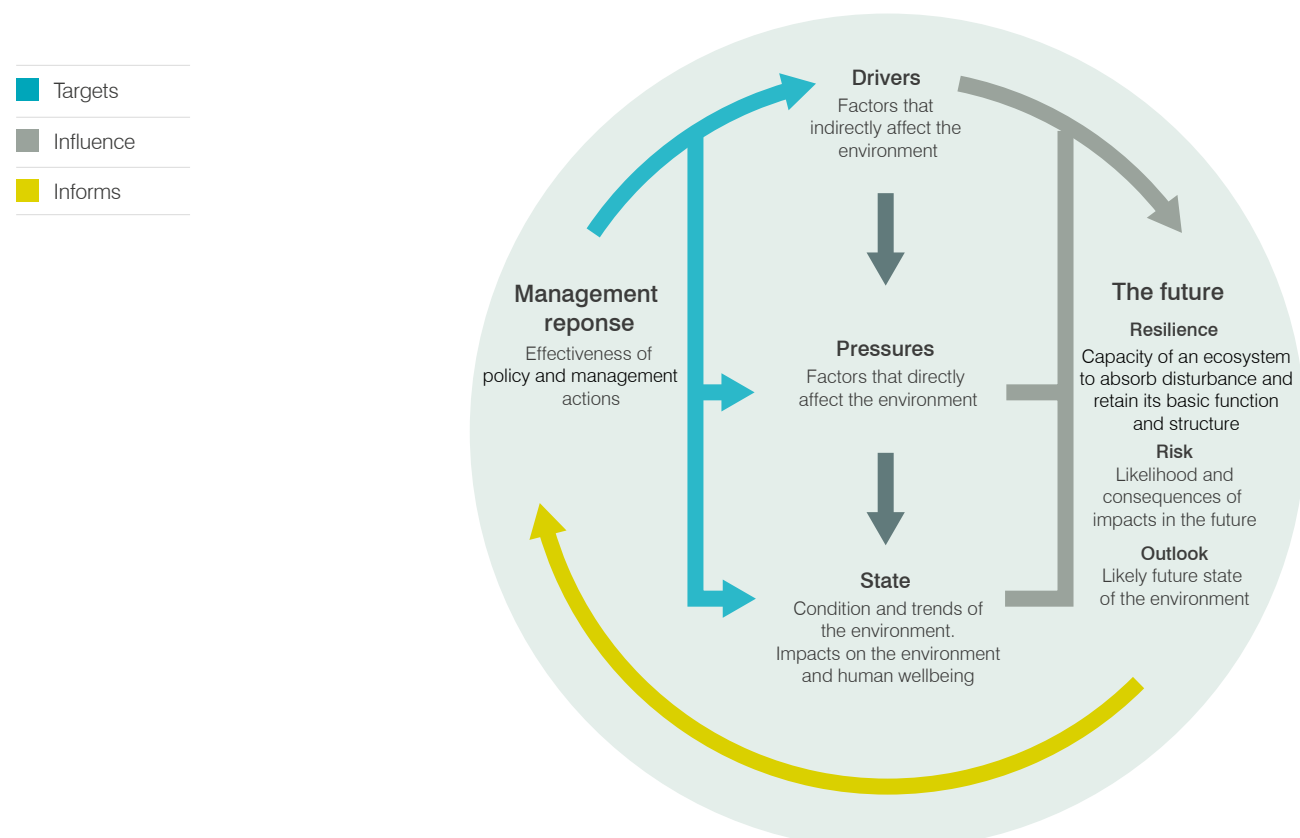 Targets
Influence
Informs
Drivers
Factors that
indirectly affect the
environment
Management
reponse
Effectiveness of
policy and management
actions
Pressures
Factors that directly
affect the environment
State
Condition and trends of
the environment.
Impacts on the environment
and human wellbeing
The future
Resilience
Capacity of an ecosystem
to absorb disturbance and
retain its basic function
and structure
Risk
Likelihood and
consequences of
impacts in the future
Outlook
Likely future state
of the environment